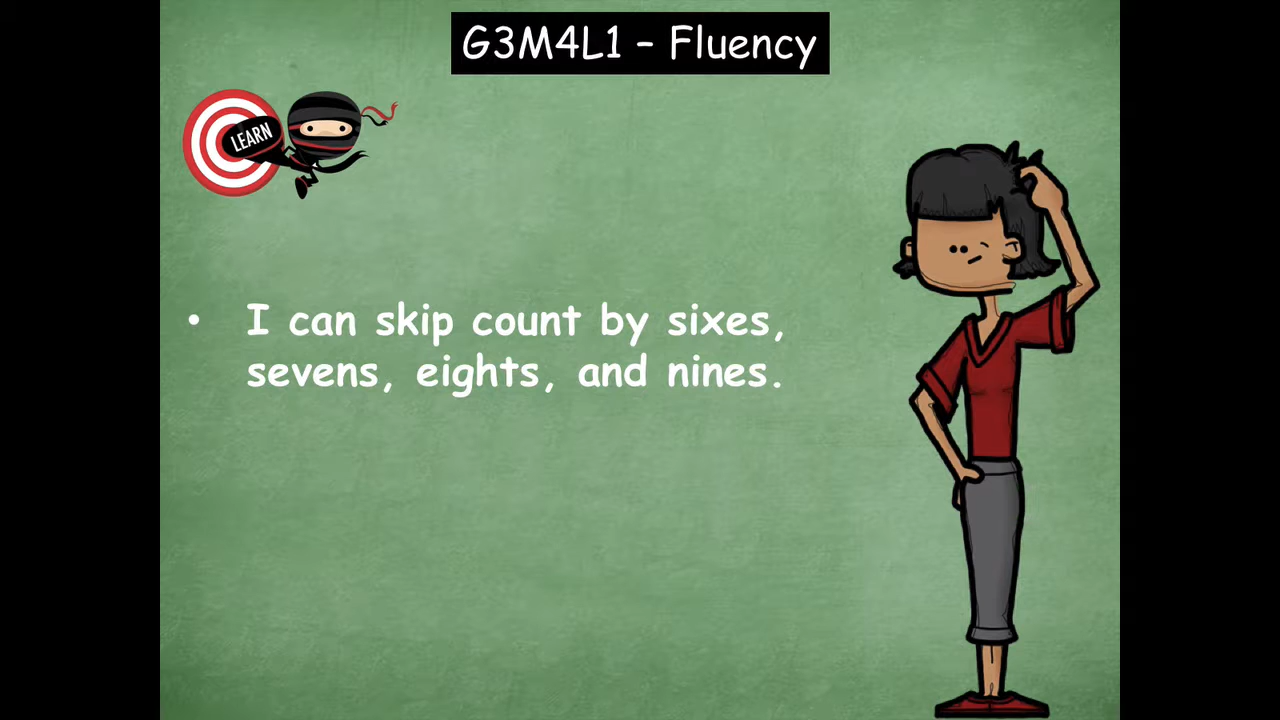 G3M4L1 – Fluency
LEARN
• I can skip count by sixes,
sevens, eights, and nines.